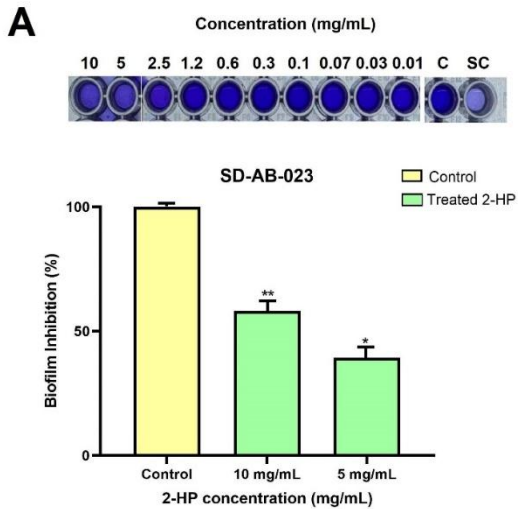 A
Concentration (mg/mL)
10 5 2.5 1.2 0.6 0.3 0.1 0.07 0.03 0.01 C SC
SD-AB-023
Control
Treated 2-HP
Biofilm Inhibition (%)
100
50
0
**
*
Control 10 mg/mL 5 mg/mL
2-HP concentration (mg/mL)